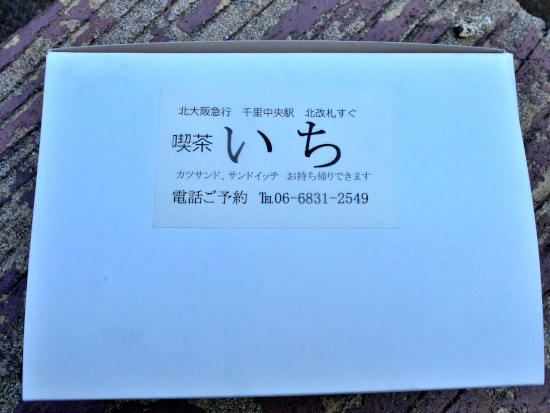 北大阪急行　千里中央駅　北改札すぐ
喫茶 いち
カツサンド、サンドイッチ　お持ち帰りできます
電話ご予約　℡06-6831-2549